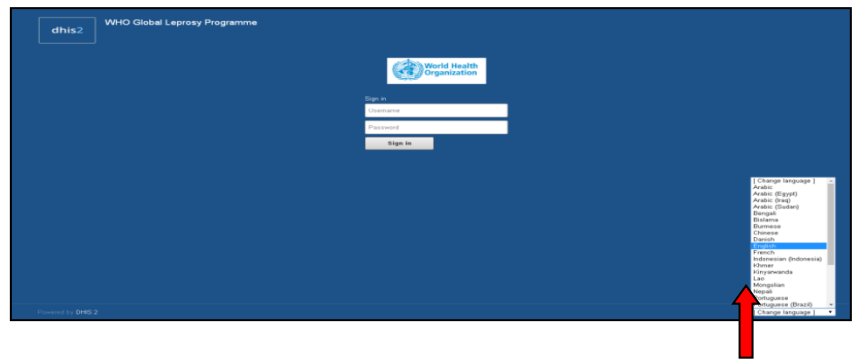 dhis2
WHO Global Leprosy Programme
World Health
Organization
Sign in
Username
Password
Sign in
[ Change language ]
Arabic
Arabic (Egypt)
Arabic (Iraq)
Arabic (Sudan)
Bengali
Bislama
Burmese
Chinese
Danish
English
French
Indonesian (Indonesia)
Khmer
Kinyarwanda
Lao
Mongolian
Nepali
Portuguese
Portuguese (Brazil)
[ Change language ]
Powered by DHIS 2